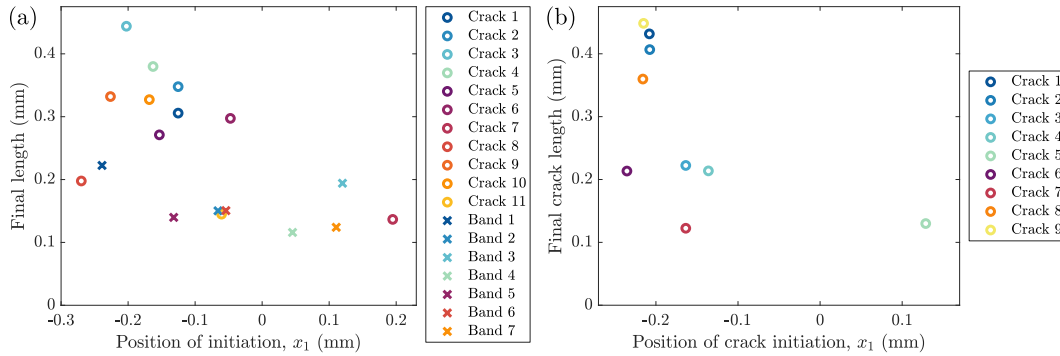 (a)
Final length (mm)
0.4
0.3
0.2
0.1
0
-0.3
-0.2
-0.1
0
0.1
0.2
Position of initiation, x₁ (mm)
Crack 1
Crack 2
Crack 3
Crack 4
Crack 5
Crack 6
Crack 7
Crack 8
Crack 9
Crack 10
Crack 11
Band 1
Band 2
Band 3
Band 4
Band 5
Band 6
Band 7
(b)
Final crack length (mm)
0.4
0.3
0.2
0.1
0
-0.2
-0.1
0
0.1
Position of crack initiation, x₁ (mm)
Crack 1
Crack 2
Crack 3
Crack 4
Crack 5
Crack 6
Crack 7
Crack 8
Crack 9